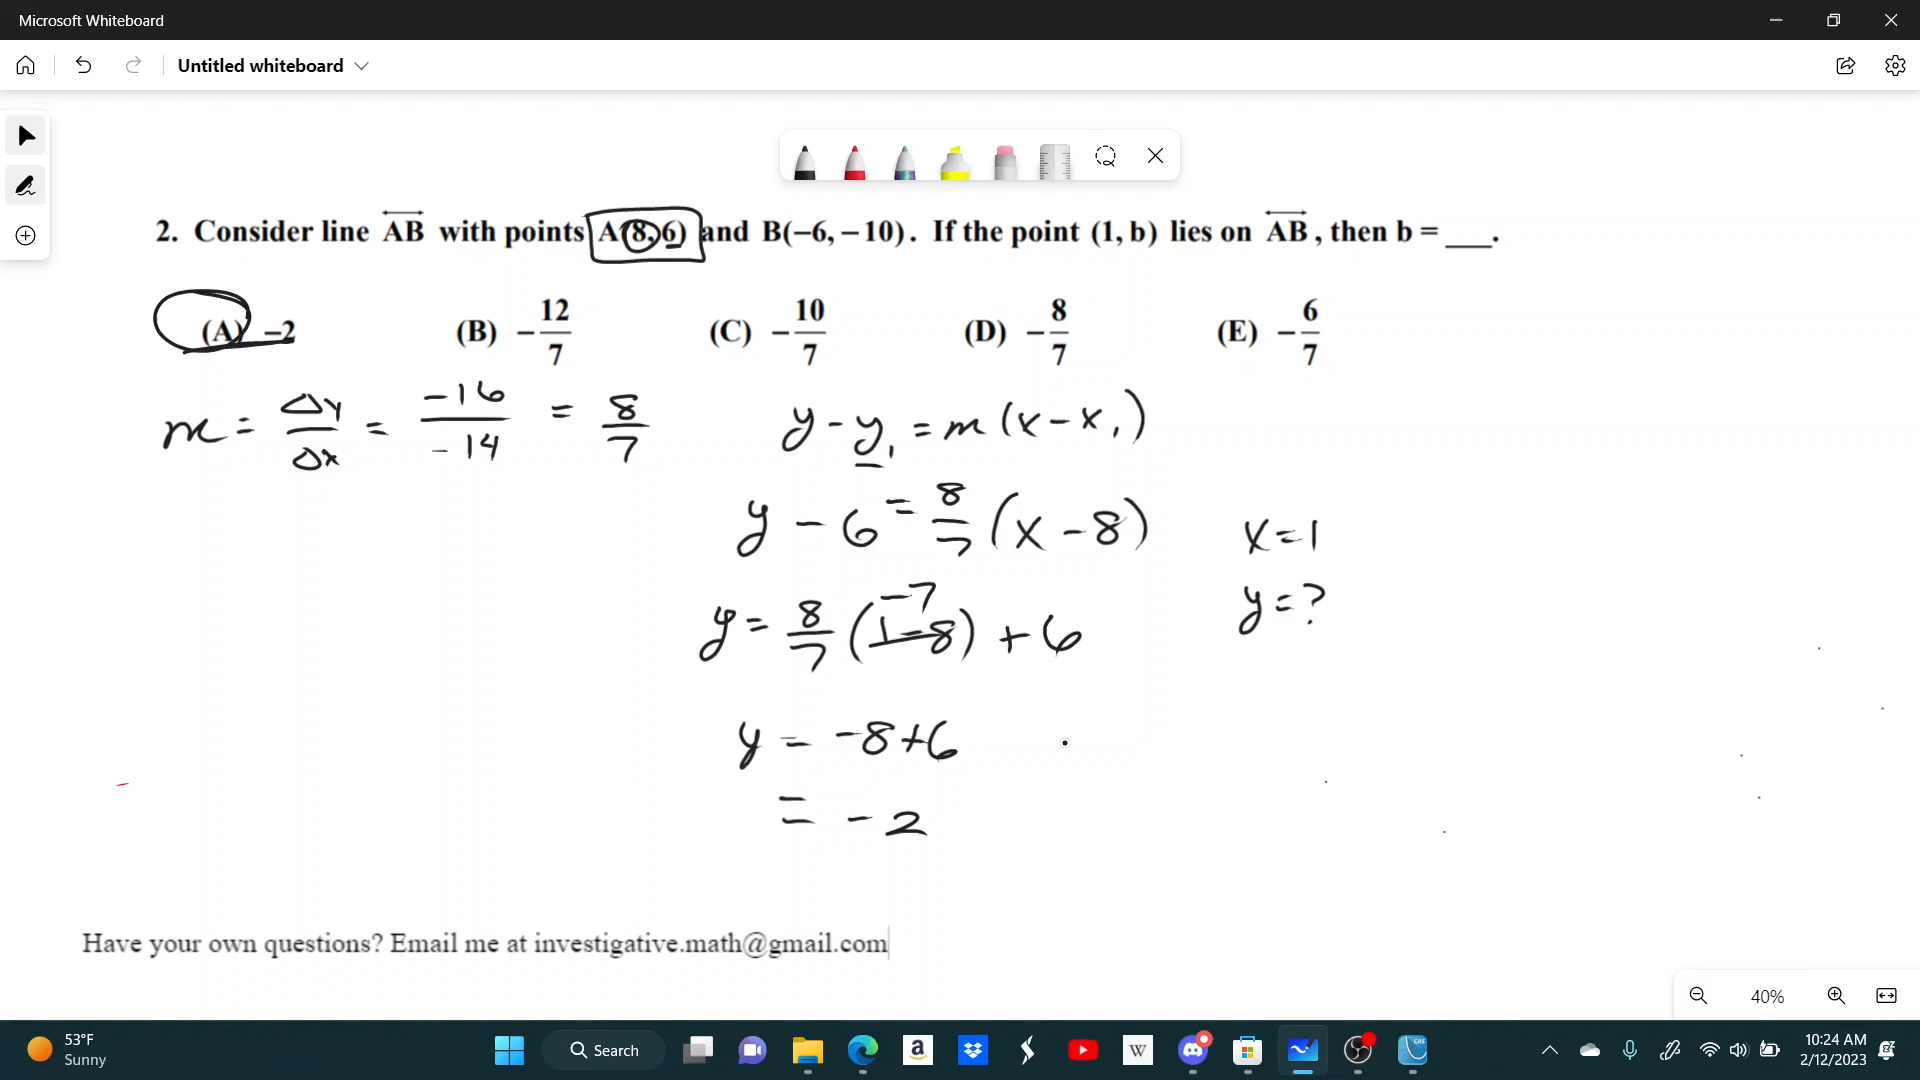 Microsoft Whiteboard
Untitled whiteboard
2. Consider line AB with points A(8, 6) and B(−6, −10). If the point (1, b) lies on AB, then b = ___.
(A) −2 (B) −12/7 (C) −10/7 (D) −8/7 (E) −6/7
m = Δy/Δx = −16/−14 = 8/7
y − y₁ = m(x − x₁)
y − 6 = 8/7 (x − 8)
x = 1
−7
y = 8/7 (1 − 8) + 6
y = ?
y = −8 + 6
= −2
Have your own questions? Email me at investigative.math@gmail.com
40%
53°F
Sunny
Search
a
W
CAS
10:24 AM
2/12/2023